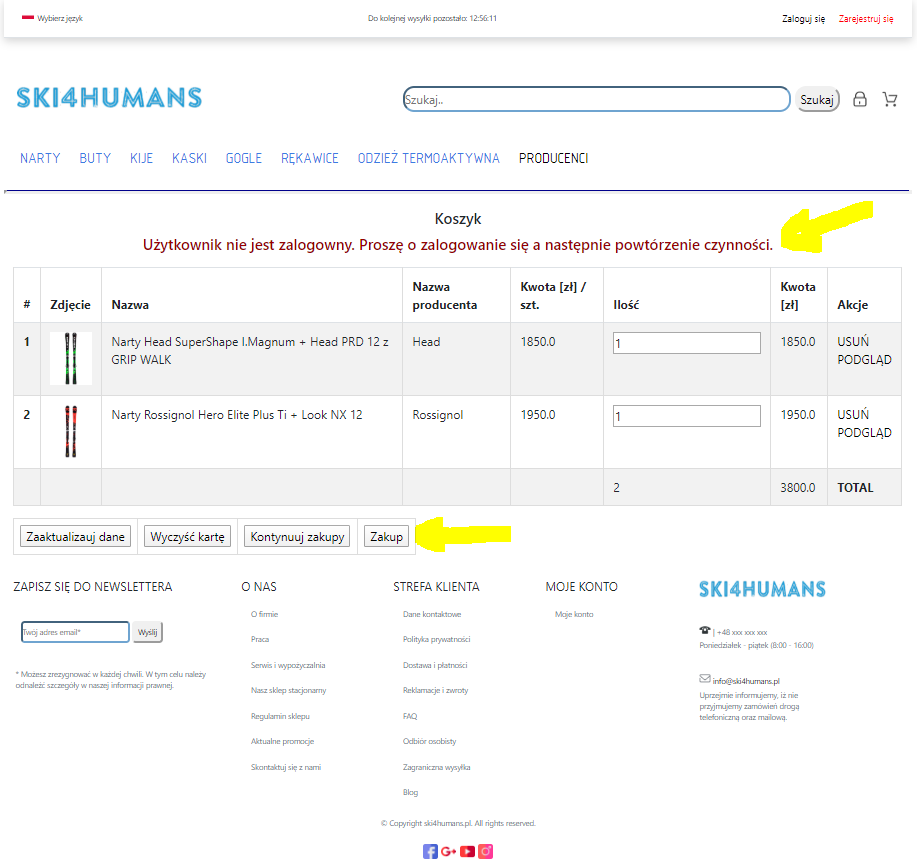 Wybierz język
Do kolejnej wysyłki pozostało: 12:56:11
Zaloguj się Zarejestruj się
SKI4HUMANS
Szukaj..
Szukaj
NARTY BUTY KIJE KASKI GOGLE RĘKAWICE ODZIEŻ TERMOAKTYWNA PRODUCENCI
Koszyk
Użytkownik nie jest zalogowny. Proszę o zalogowanie się a następnie powtórzenie czynności.
# Zdjęcie Nazwa Nazwa producenta Kwota [zł] / szt. Ilość Kwota [zł] Akcje
1 Narty Head SuperShape I.Magnum + Head PRD 12 z GRIP WALK Head 1850.0 1 1850.0 USUŃ PODGLĄD
2 Narty Rossignol Hero Elite Plus Ti + Look NX 12 Rossignol 1950.0 1 1950.0 USUŃ PODGLĄD
2 3800.0 TOTAL
Zaaktualizauj dane Wyczyść kartę Kontynuuj zakupy Zakup
ZAPISZ SIĘ DO NEWSLETTERA
Twój adres email*
Wyślij
* Możesz zrezygnować w każdej chwili. W tym celu należy
odnaleźć szczegóły w naszej informacji prawnej.
O NAS
O firmie
Praca
Serwis i wypożyczalnia
Nasz sklep stacjonarny
Regulamin sklepu
Aktualne promocje
Skontaktuj się z nami
STREFA KLIENTA
Dane kontaktowe
Polityka prywatności
Dostawa i płatności
Reklamacje i zwroty
FAQ
Odbiór osobisty
Zagraniczna wysyłka
Blog
MOJE KONTO
Moje konto
SKI4HUMANS
| +48 xxx xxx xxx
Poniedziałek - piątek (8:00 - 16:00)
info@ski4humans.pl
Uprzejmie informujemy, iż nie
przyjmujemy zamówień drogą
telefoniczną oraz mailową.
© Copyright ski4humans.pl. All rights reserved.